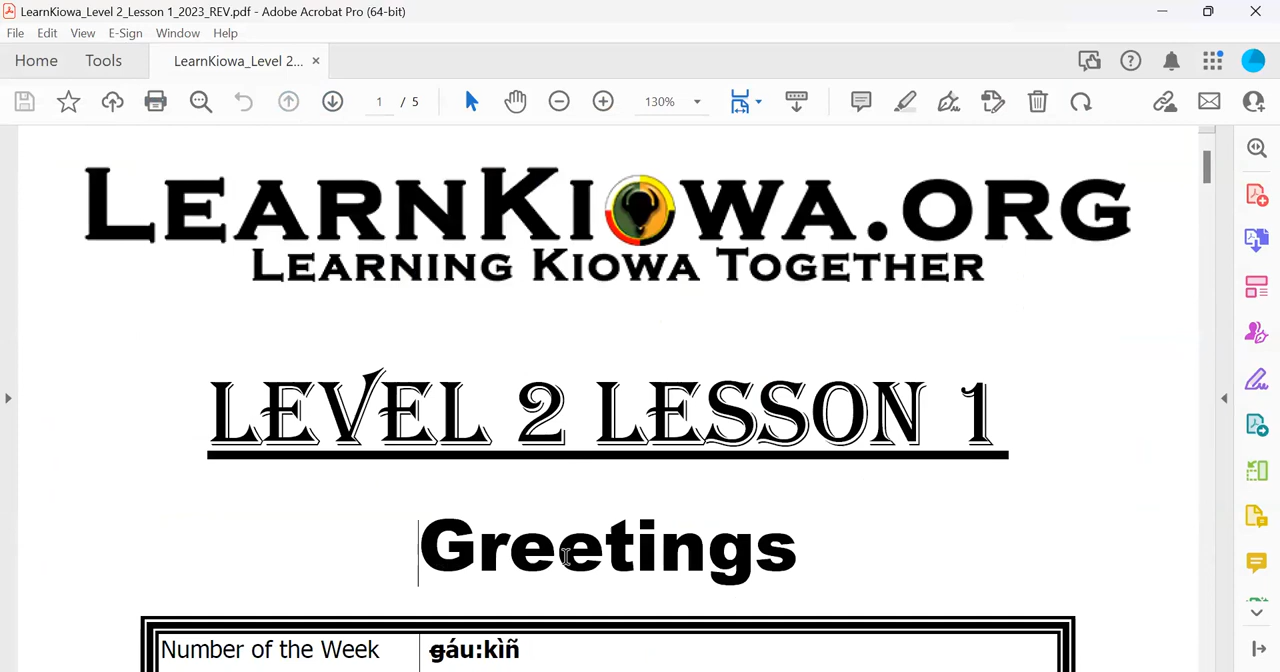 LearnKiowa_Level 2_Lesson 1_2023_REV.pdf - Adobe Acrobat Pro (64-bit)
File Edit View E-Sign Window Help
Home Tools LearnKiowa_Level 2... ×
1 / 5 130%
LEARNKIOWA.ORG
LEARNING KIOWA TOGETHER
LEVEL 2 LESSON 1
Greetings
Number of the Week ꞡáu:kìñ